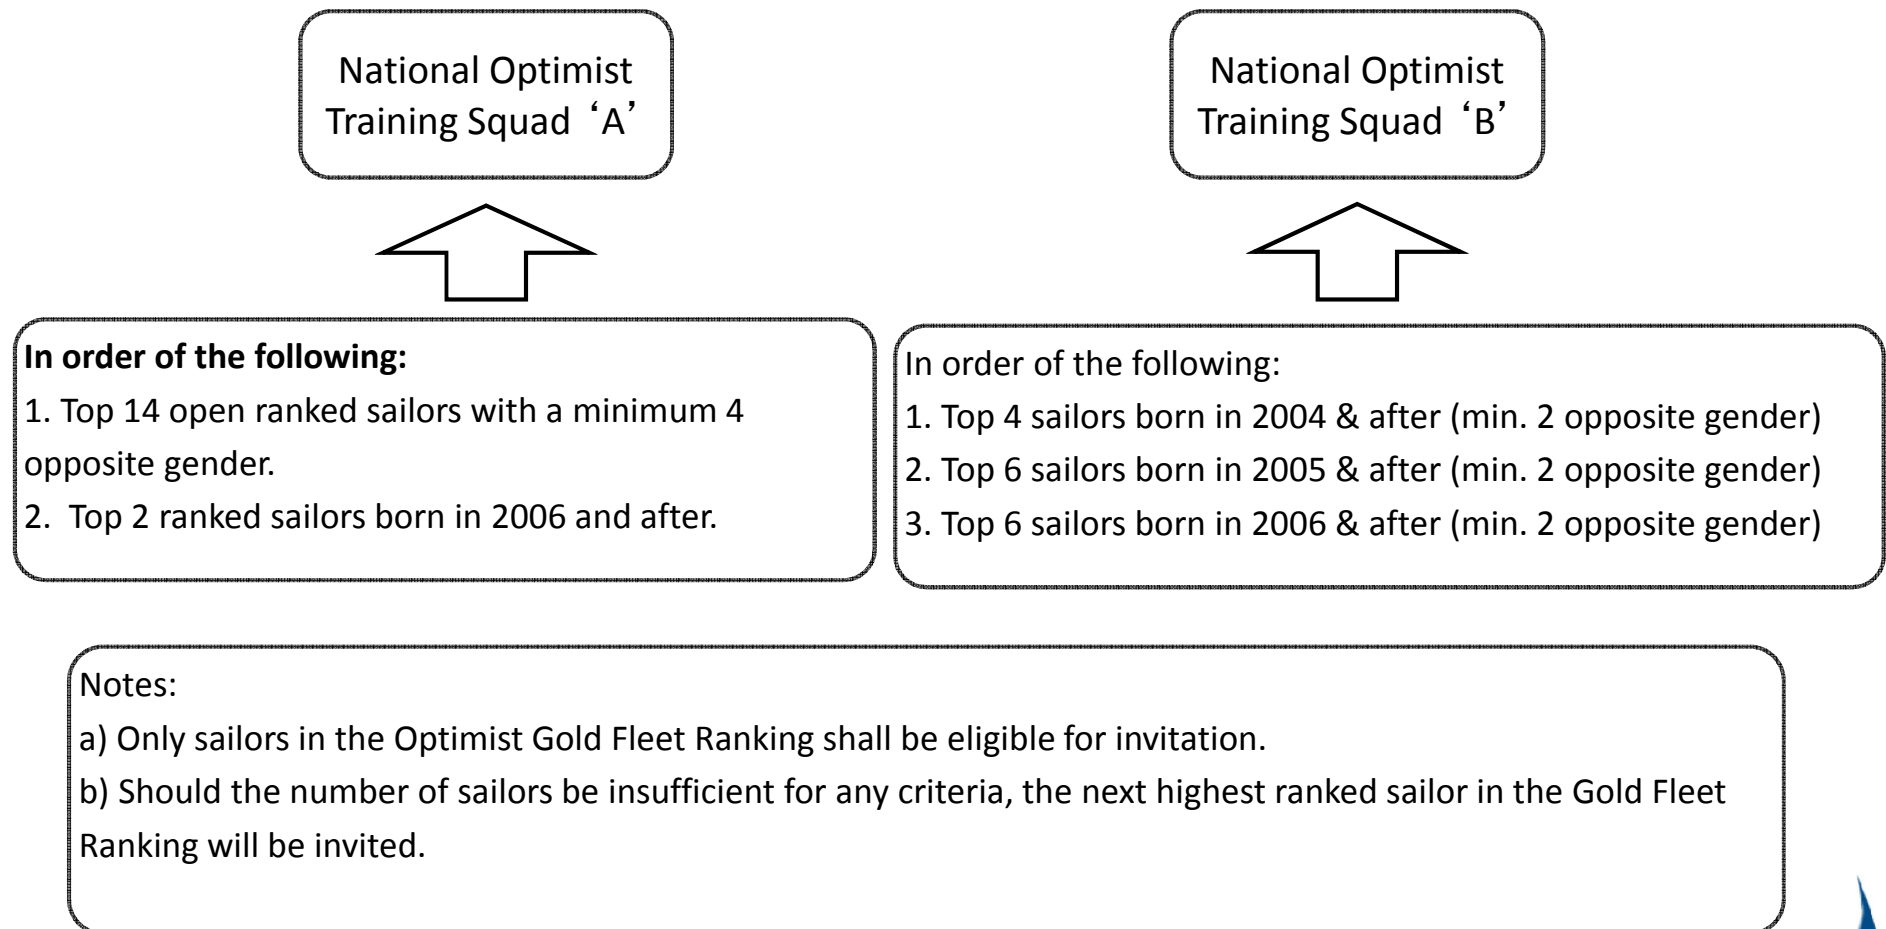 National Optimist
Training Squad ‘A’
National Optimist
Training Squad ‘B’
In order of the following:
1. Top 14 open ranked sailors with a minimum 4
opposite gender.
2. Top 2 ranked sailors born in 2006 and after.
In order of the following:
1. Top 4 sailors born in 2004 & after (min. 2 opposite gender)
2. Top 6 sailors born in 2005 & after (min. 2 opposite gender)
3. Top 6 sailors born in 2006 & after (min. 2 opposite gender)
Notes:
a) Only sailors in the Optimist Gold Fleet Ranking shall be eligible for invitation.
b) Should the number of sailors be insufficient for any criteria, the next highest ranked sailor in the Gold Fleet
Ranking will be invited.